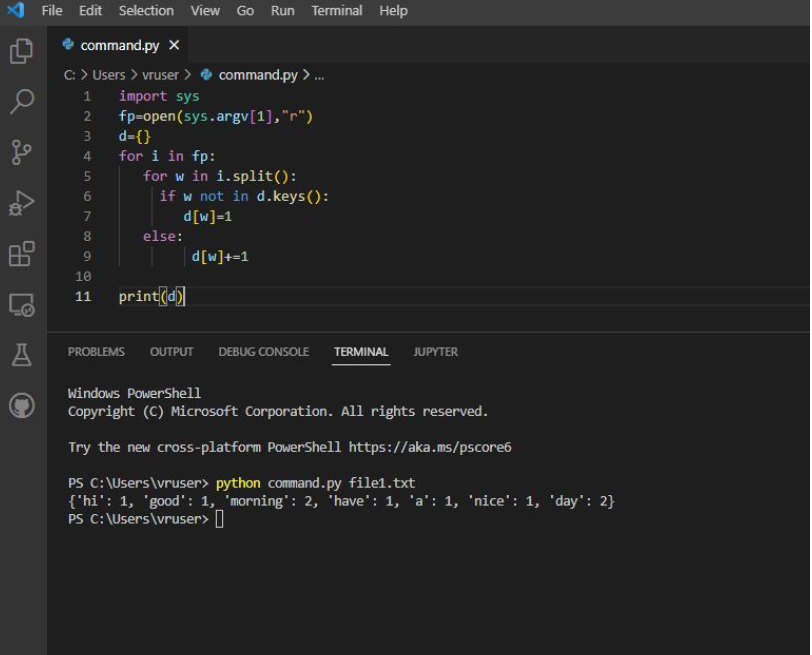 File Edit Selection View Go Run Terminal Help
command.py ×
C: > Users > vruser > command.py > ...
1 import sys
2 fp=open(sys.argv[1],"r")
3 d={}
4 for i in fp:
5    for w in i.split():
6      if w not in d.keys():
7         d[w]=1
8    else:
9          d[w]+=1
10
11 print(d)
PROBLEMS OUTPUT DEBUG CONSOLE TERMINAL JUPYTER
Windows PowerShell
Copyright (C) Microsoft Corporation. All rights reserved.
Try the new cross-platform PowerShell https://aka.ms/pscore6
PS C:\Users\vruser> python command.py file1.txt
{'hi': 1, 'good': 1, 'morning': 2, 'have': 1, 'a': 1, 'nice': 1, 'day': 2}
PS C:\Users\vruser>